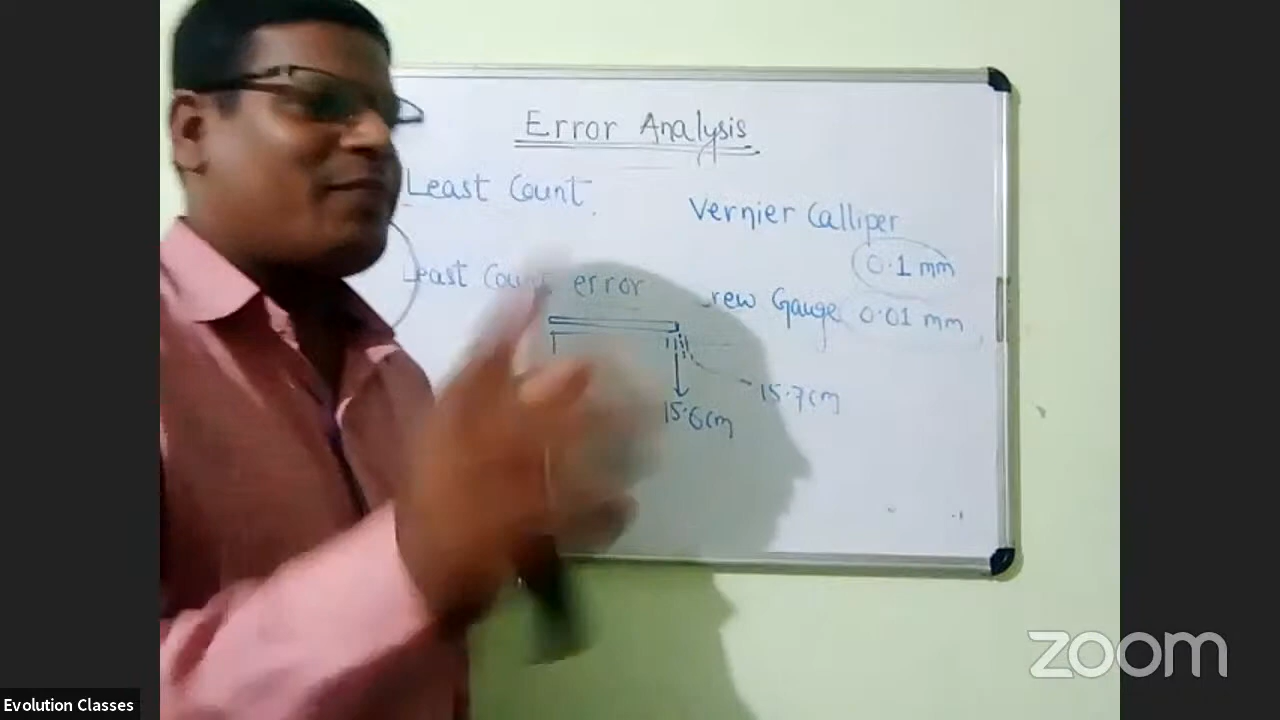 Error Analysis
Least Count
Vernier Calliper
0.1 mm
Least Count error
rew Gauge 0.01 mm
15.7cm
15.6cm
zoom
Evolution Classes